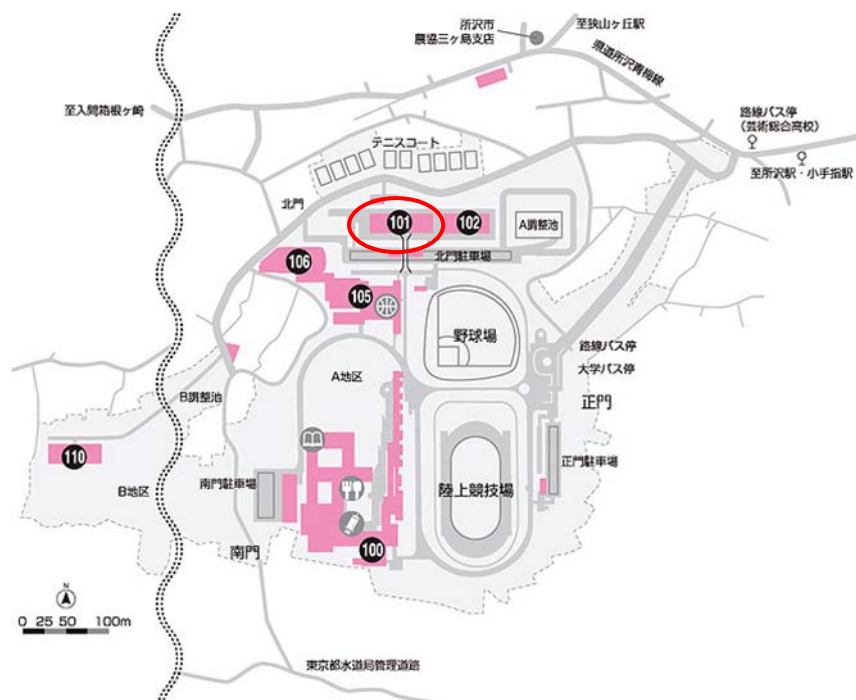 所沢市
農協三ヶ島支店
至狭山ヶ丘駅
県道所沢青梅線
至入間箱根ヶ崎
路線バス停
(芸術総合高校)
至所沢駅・小手指駅
テニスコート
北門
101
102
A調整池
106
北門駐車場
105
野球場
路線バス停
大学バス停
A地区
正門
B調整池
110
B地区
南門駐車場
正門駐車場
陸上競技場
100
南門
N
0 25 50 100m
東京都水道局管理道路